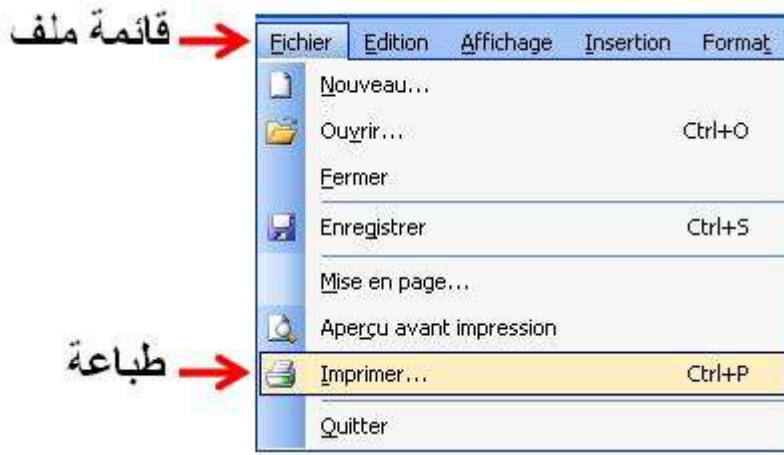 قائمة ملف
Fichier Edition Affichage Insertion Format
Nouveau...
Ouvrir... Ctrl+O
Fermer
Enregistrer Ctrl+S
Mise en page...
Aperçu avant impression
طباعة
Imprimer... Ctrl+P
Quitter